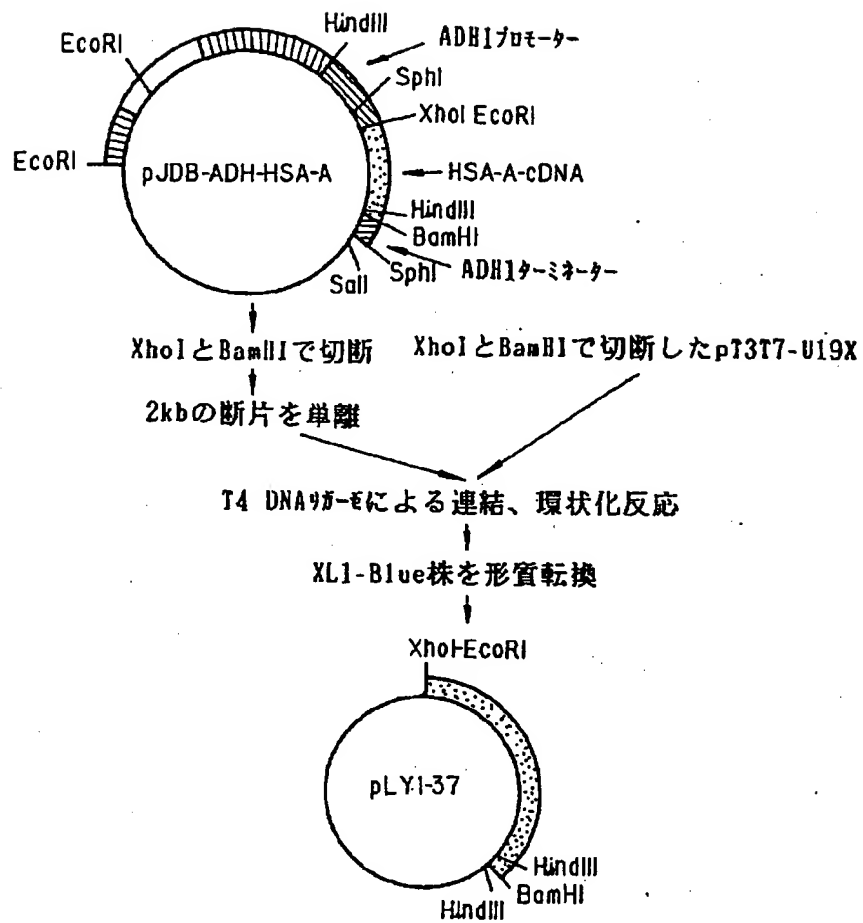 HindIII
ADH1プロモーター
EcoRI
SphI
XhoI EcoRI
EcoRI
pJDB-ADH-HSA-A
HSA-A-cDNA
HindIII
BamHI
SphI
ADH1ターミネーター
SalI
XhoIとBamHIで切断
XhoIとBamHIで切断したpT3T7-U19X
2kbの断片を単離
T4 DNAリガーゼによる連結、環状化反応
XL1-Blue株を形質転換
XhoI-EcoRI
pLY1-37
HindIII
BamHI
HindIII